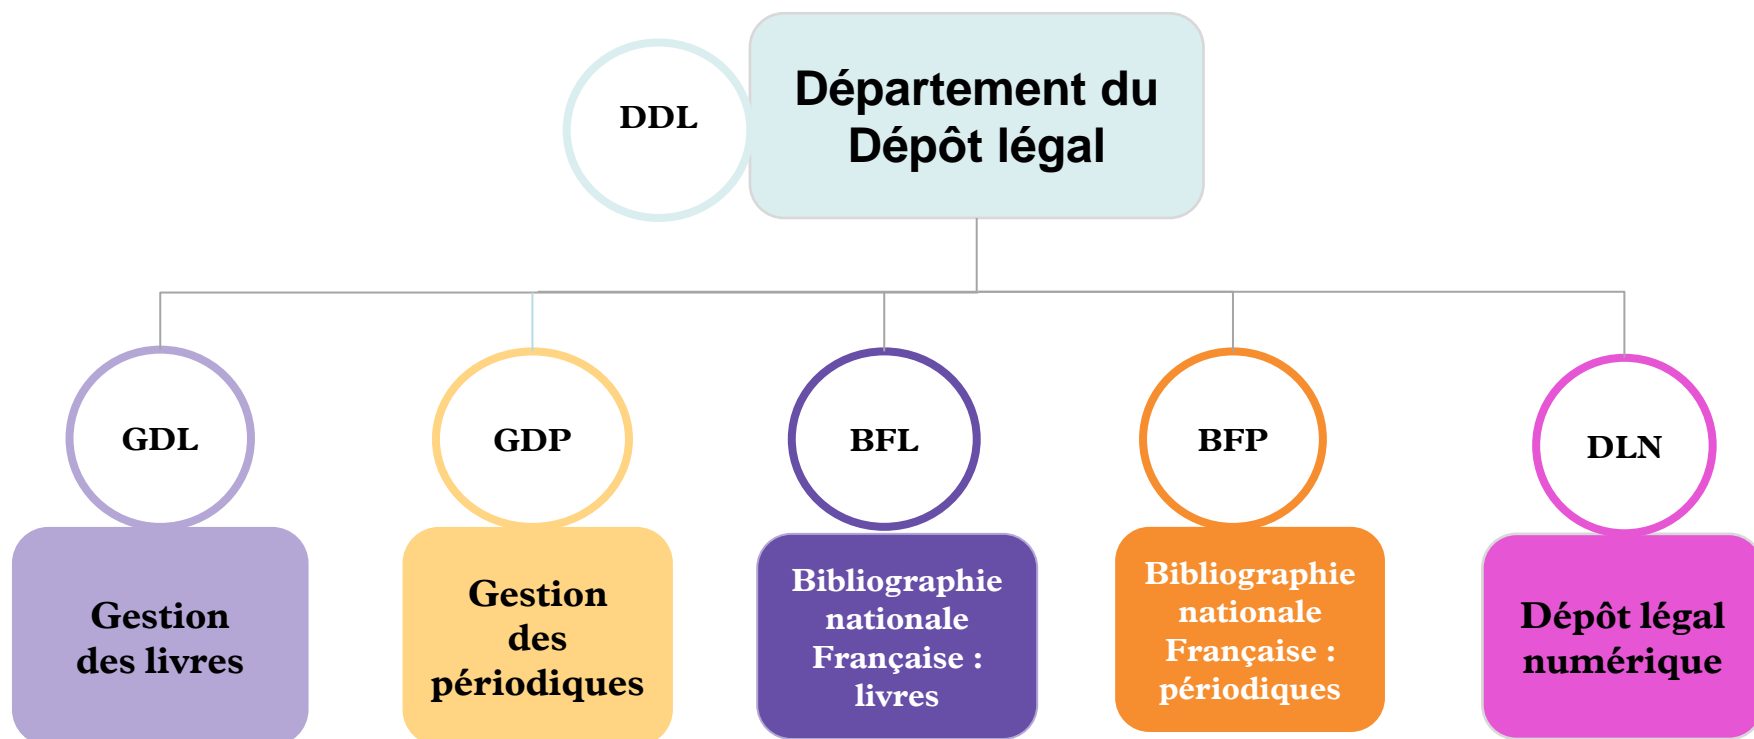 DDL
Département du
Dépôt légal
GDL
GDP
BFL
BFP
DLN
Gestion
des livres
Gestion
des
périodiques
Bibliographie
nationale
Française :
livres
Bibliographie
nationale
Française :
périodiques
Dépôt légal
numérique